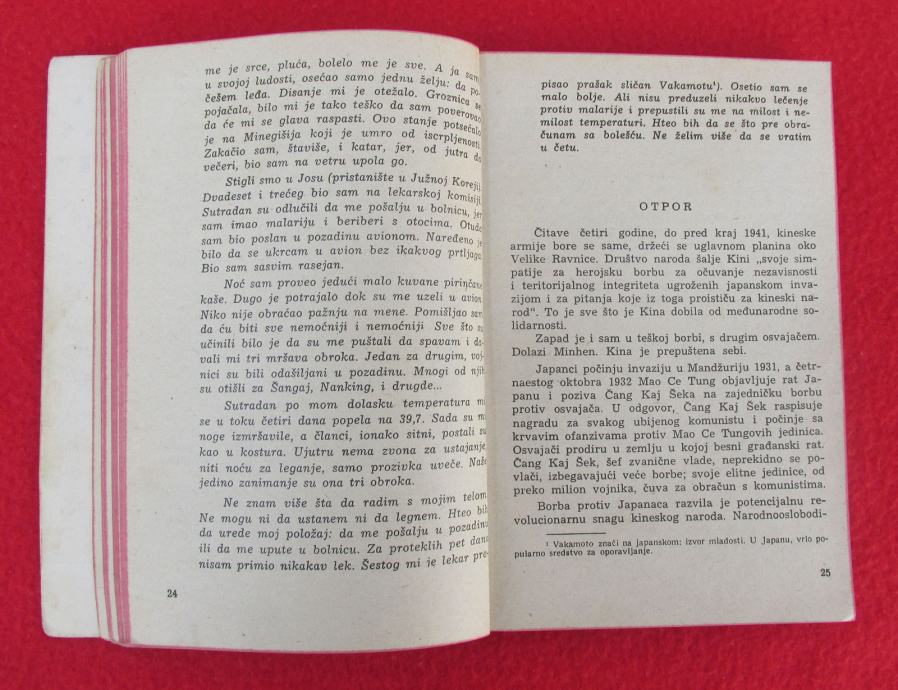 me je srce, pluća, bolelo me je sve. A ja sam
u svojoj ludosti, osećao samo jednu želju: da po-
češem leđa. Disanje mi je otežalo. Groznica se
pojačala, bilo mi je tako teško da sam poverovao
da će mi se glava raspasti. Ovo stanje potsećalo
je na Minegišija koji je umro od iscrpljenosti.
Zakačio sam, štaviše, i katar, jer, od jutra do
večeri, bio sam na vetru upola go.
Stigli smo u Josu (pristanište u Južnoj Koreji).
Dvadeset i trećeg bio sam na lekarskoj komisiji.
Sutradan su odlučili da me pošalju u bolnicu, jer
sam imao malariju i beriberi s otocima. Otuda
sam bio poslan u pozadinu avionom. Naređeno je
bilo da se ukrcam u avion bez ikakvog prtljaga.
Bio sam sasvim rasejan.
Noć sam proveo jedući malo kuvane pirinčane
kaše. Dugo je potrajalo dok su me uzeli u avion.
Niko nije obraćao pažnju na mene. Pomišljao sam
da ću biti sve nemoćniji i nemoćniji Sve što su
učinili bilo je da su me puštali da spavam i da-
vali mi tri mršava obroka. Jedan za drugim, voj-
nici su bili odašiljani u pozadinu. Mnogi od njih
su otišli za Šangaj, Nanking, i drugde...
Sutradan po mom dolasku temperatura mi
se u toku četiri dana popela na 39,7. Sada su mi
noge izmršavile, a članci, ionako sitni, postali su
kao u kostura. Ujutru nema zvona za ustajanje
niti noću za leganje, samo prozivka uveče. Naše
jedino zanimanje su ona tri obroka.
Ne znam više šta da radim s mojim telom.
Ne mogu ni da ustanem ni da legnem. Hteo bih
da urede moj položaj: da me pošalju u pozadinu
ili da me upute u bolnicu. Za proteklih pet dana
nisam primio nikakav lek. Šestog mi je lekar pre-
24
pisao prašak sličan Vakamotu¹). Osetio sam se
malo bolje. Ali nisu preduzeli nikakvo lečenje
protiv malarije i prepustili su me na milost i ne-
milost temperaturi. Hteo bih da se što pre obra-
čunam sa bolešću. Ne želim više da se vratim
u četu.
OTPOR
Čitave četiri godine, do pred kraj 1941, kineske
armije bore se same, držeći se uglavnom planina oko
Velike Ravnice. Društvo naroda šalje Kini „svoje sim-
patije za herojsku borbu za očuvanje nezavisnosti
i teritorijalnog integriteta ugroženih japanskom inva-
zijom i za pitanja koje iz toga proističu za kineski na-
rod“. To je sve što je Kina dobila od međunarodne so-
lidarnosti.
Zapad je i sam u teškoj borbi, s drugim osvajačem.
Dolazi Minhen. Kina je prepuštena sebi.
Japanci počinju invaziju u Mandžuriju 1931, a četr-
naestog oktobra 1932 Mao Ce Tung objavljuje rat Ja-
panu i poziva Čang Kaj Šeka na zajedničku borbu
protiv osvajača. U odgovor, Čang Kaj Šek raspisuje
nagradu za svakog ubijenog komunistu i počinje sa
krvavim ofanzivama protiv Mao Ce Tungovih jedinica.
Osvajači prodiru u zemlju u kojoj besni građanski rat.
Čang Kaj Šek, šef zvanične vlade, neprekidno se po-
vlači, izbegavajući veće borbe; svoje elitne jedinice, od
preko milion vojnika, čuva za obračun s komunistima.
Borba protiv Japanaca razvila je potencijalnu re-
volucionarnu snagu kineskog naroda. Narodnooslobodi-
¹ Vakamoto znači na japanskom: izvor mladosti. U Japanu, vrlo po-
pularno sredstvo za oporavljanje.
25